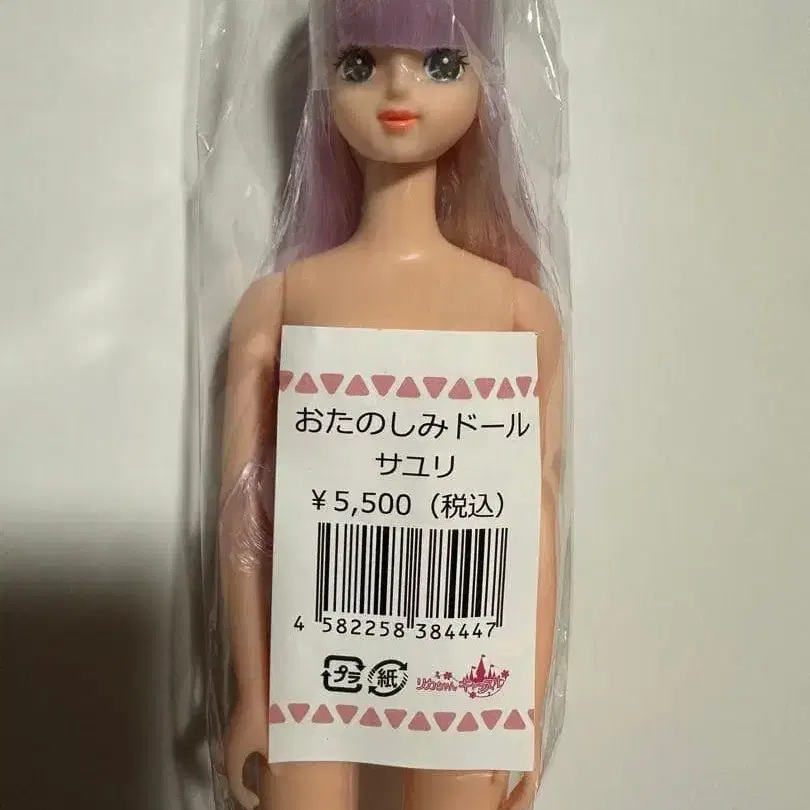 おたのしみドール
サユリ
¥5,500（税込）
4 582258 384447
プラ 紙 リカちゃんキャッスル